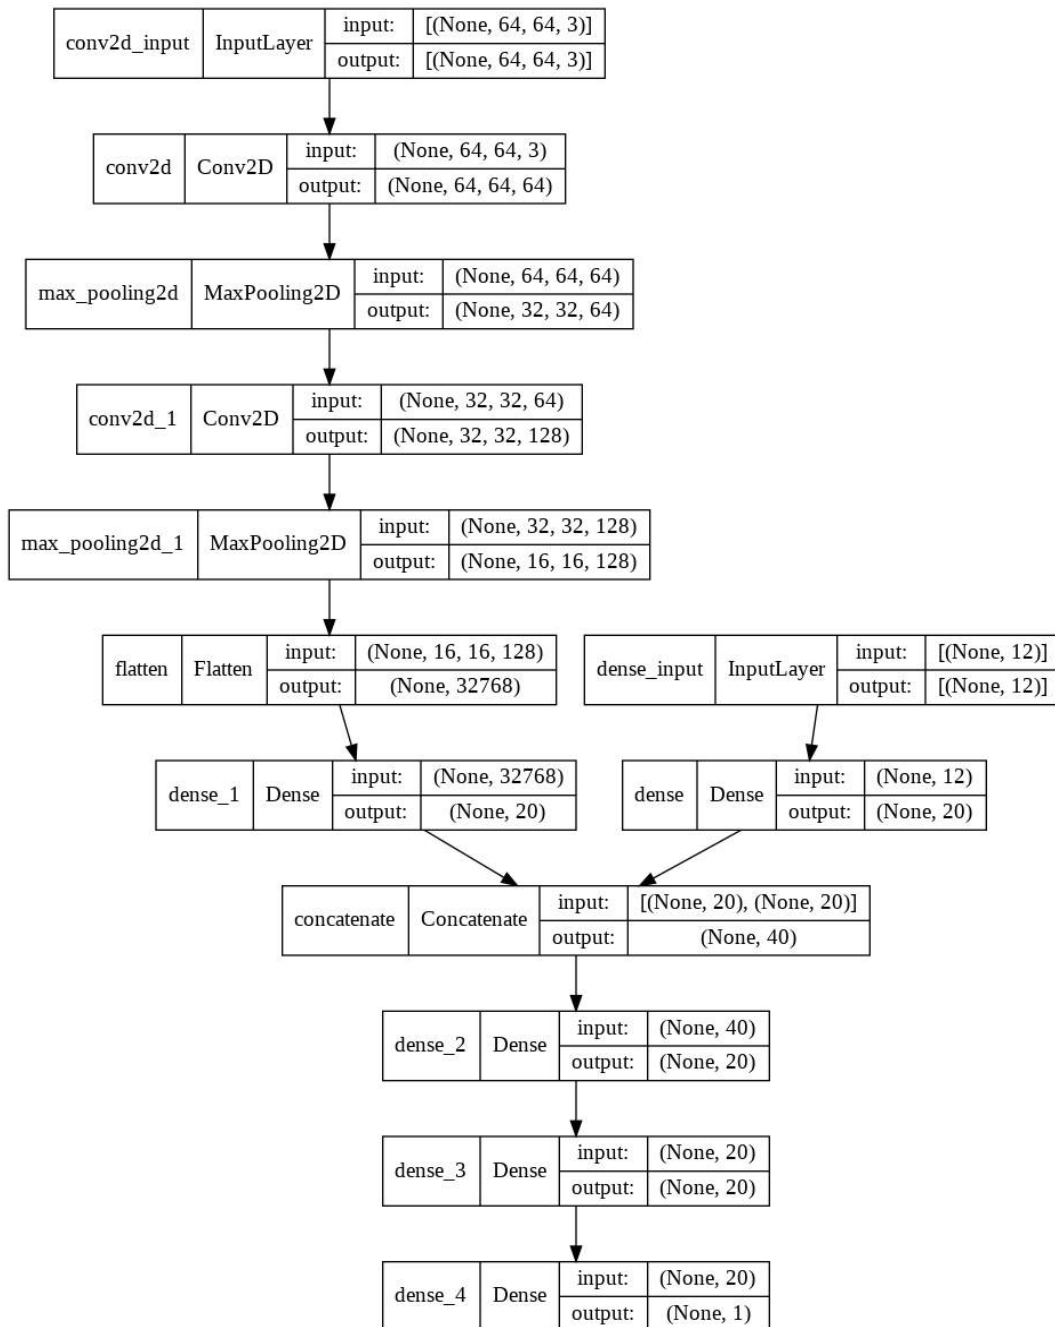 conv2d_input InputLayer input: [(None, 64, 64, 3)]
output: [(None, 64, 64, 3)]
conv2d Conv2D input: (None, 64, 64, 3)
output: (None, 64, 64, 64)
max_pooling2d MaxPooling2D input: (None, 64, 64, 64)
output: (None, 32, 32, 64)
conv2d_1 Conv2D input: (None, 32, 32, 64)
output: (None, 32, 32, 128)
max_pooling2d_1 MaxPooling2D input: (None, 32, 32, 128)
output: (None, 16, 16, 128)
flatten Flatten input: (None, 16, 16, 128)
output: (None, 32768)
dense_input InputLayer input: [(None, 12)]
output: [(None, 12)]
dense_1 Dense input: (None, 32768)
output: (None, 20)
dense Dense input: (None, 12)
output: (None, 20)
concatenate Concatenate input: [(None, 20), (None, 20)]
output: (None, 40)
dense_2 Dense input: (None, 40)
output: (None, 20)
dense_3 Dense input: (None, 20)
output: (None, 20)
dense_4 Dense input: (None, 20)
output: (None, 1)